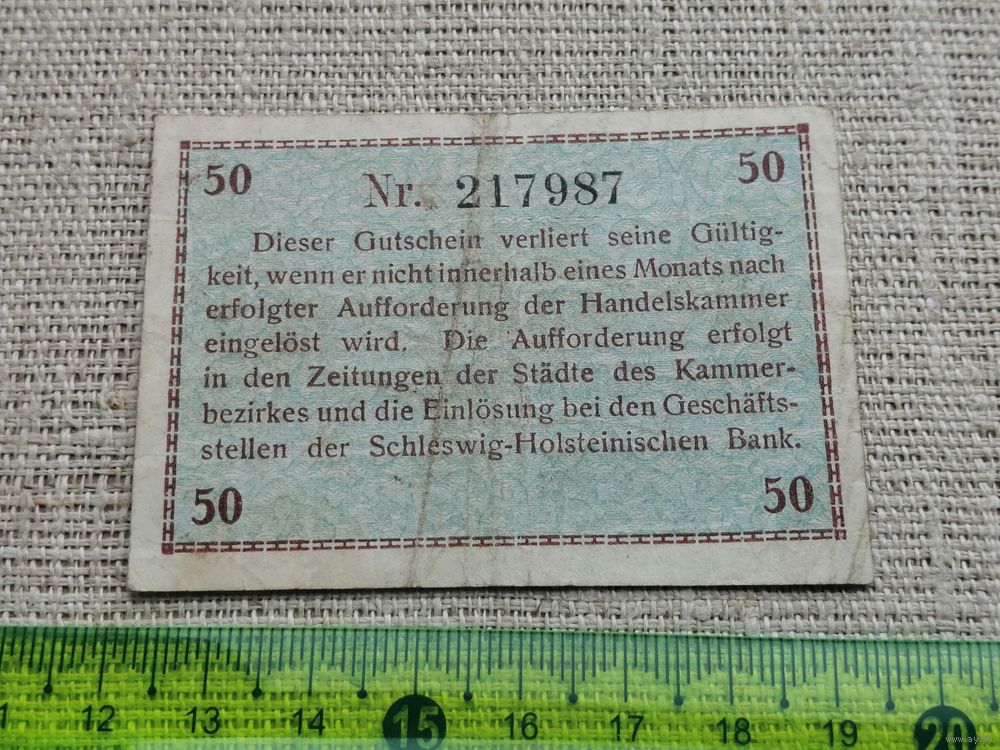 50 50
Nr. 217987
Dieser Gutschein verliert seine Gültig-
keit, wenn er nicht innerhalb eines Monats nach
erfolgter Aufforderung der Handelskammer
eingelöst wird. Die Aufforderung erfolgt
in den Zeitungen der Städte des Kammer-
bezirkes und die Einlösung bei den Geschäfts-
stellen der Schleswig-Holsteinischen Bank.
50 50
12 13 14 15 16 17 18 19 20